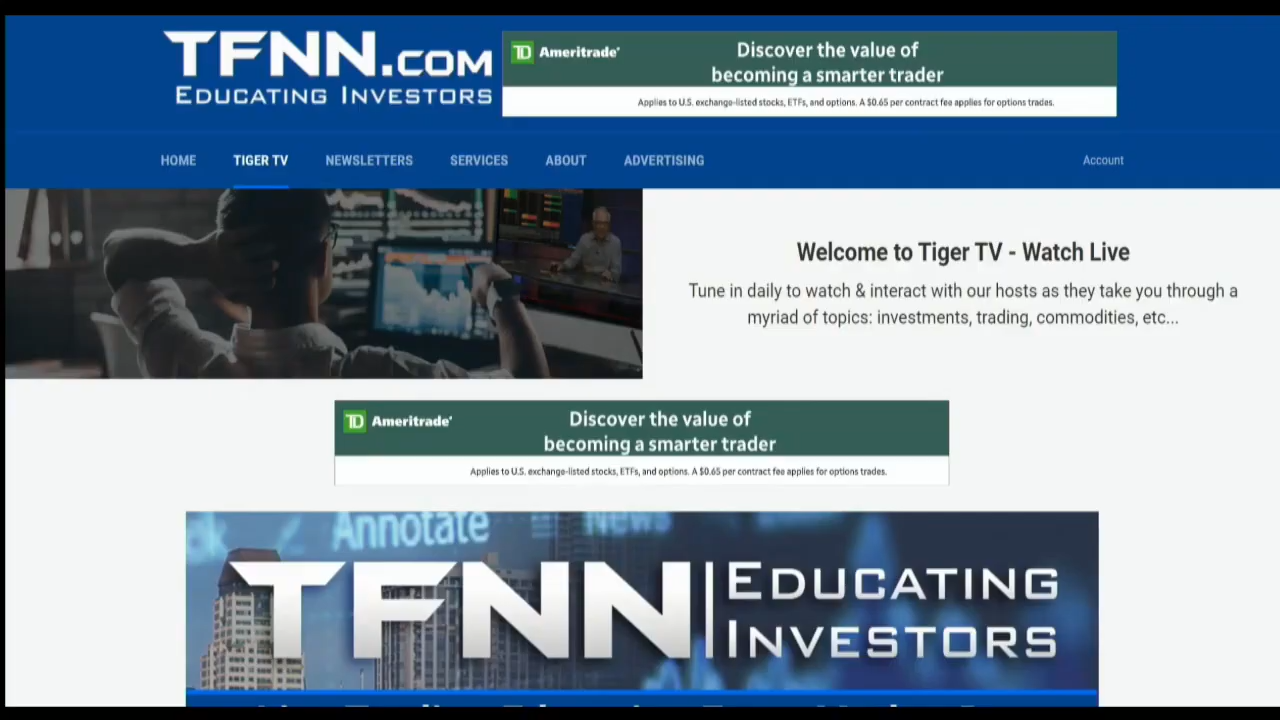 TFNN.COM
EDUCATING INVESTORS
TD Ameritrade
Discover the value of
becoming a smarter trader
Applies to U.S. exchange-listed stocks, ETFs, and options. A $0.65 per contract fee applies for options trades.
HOME TIGER TV NEWSLETTERS SERVICES ABOUT ADVERTISING Account
Welcome to Tiger TV - Watch Live
Tune in daily to watch & interact with our hosts as they take you through a
myriad of topics: investments, trading, commodities, etc...
TD Ameritrade
Discover the value of
becoming a smarter trader
Applies to U.S. exchange-listed stocks, ETFs, and options. A $0.65 per contract fee applies for options trades.
Annotate News
TFNN EDUCATING
INVESTORS